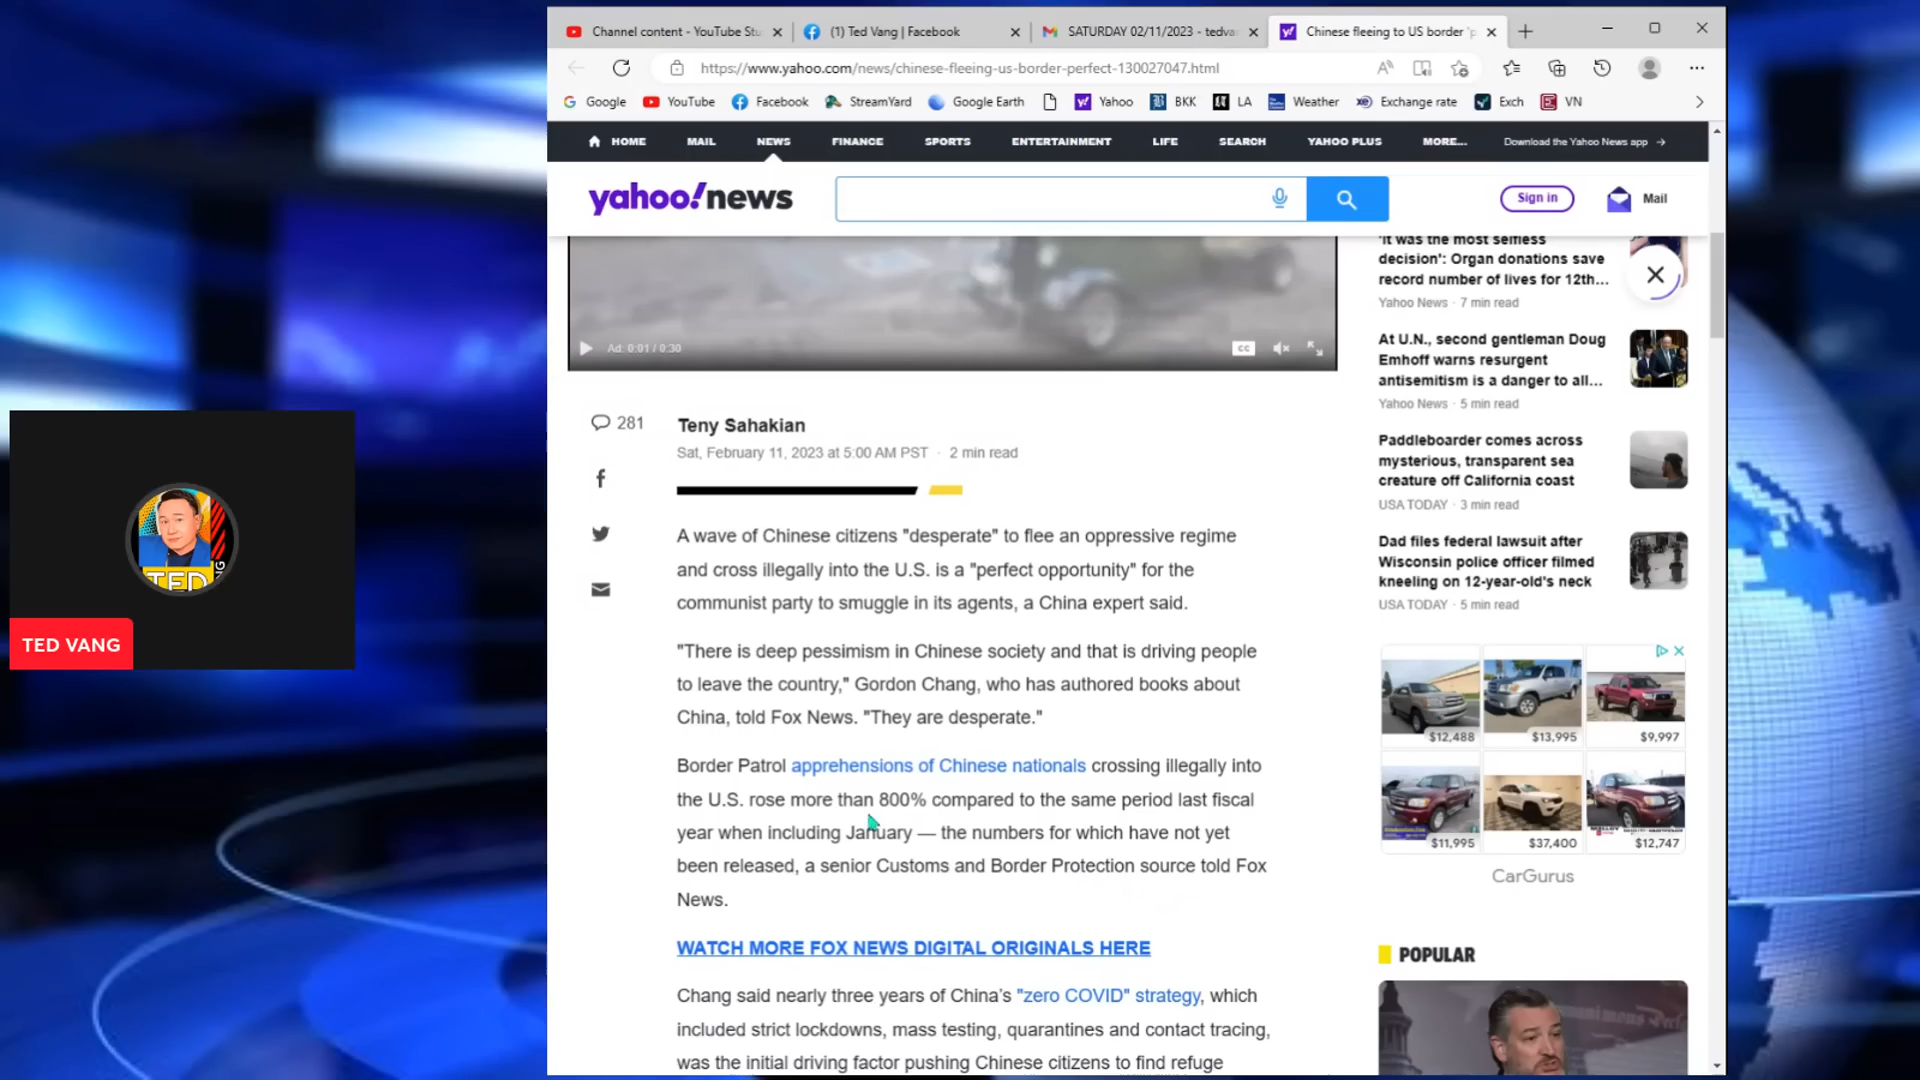 Channel content - YouTube Stu
(1) Ted Vang | Facebook
SATURDAY 02/11/2023 - tedva
Chinese fleeing to US border 'p
https://www.yahoo.com/news/chinese-fleeing-us-border-perfect-130027047.html
Google
YouTube
Facebook
StreamYard
Google Earth
Yahoo
BKK
LA
Weather
Exchange rate
Exch
VN
HOME
MAIL
NEWS
FINANCE
SPORTS
ENTERTAINMENT
LIFE
SEARCH
YAHOO PLUS
MORE...
Download the Yahoo News app →
yahoo!news
Sign in
Mail
Ad: 0:01 / 0:30
CC
281
Teny Sahakian
Sat, February 11, 2023 at 5:00 AM PST · 2 min read
A wave of Chinese citizens "desperate" to flee an oppressive regime
and cross illegally into the U.S. is a "perfect opportunity" for the
communist party to smuggle in its agents, a China expert said.
"There is deep pessimism in Chinese society and that is driving people
to leave the country," Gordon Chang, who has authored books about
China, told Fox News. "They are desperate."
Border Patrol apprehensions of Chinese nationals crossing illegally into
the U.S. rose more than 800% compared to the same period last fiscal
year when including January — the numbers for which have not yet
been released, a senior Customs and Border Protection source told Fox
News.
WATCH MORE FOX NEWS DIGITAL ORIGINALS HERE
Chang said nearly three years of China's "zero COVID" strategy, which
included strict lockdowns, mass testing, quarantines and contact tracing,
was the initial driving factor pushing Chinese citizens to find refuge
'It was the most selfless
decision': Organ donations save
record number of lives for 12th...
Yahoo News · 7 min read
At U.N., second gentleman Doug
Emhoff warns resurgent
antisemitism is a danger to all...
Yahoo News · 5 min read
Paddleboarder comes across
mysterious, transparent sea
creature off California coast
USA TODAY · 3 min read
Dad files federal lawsuit after
Wisconsin police officer filmed
kneeling on 12-year-old's neck
USA TODAY · 5 min read
$12,488
$13,995
$9,997
$11,995
$37,400
$12,747
CarGurus
POPULAR
TED
TED VANG